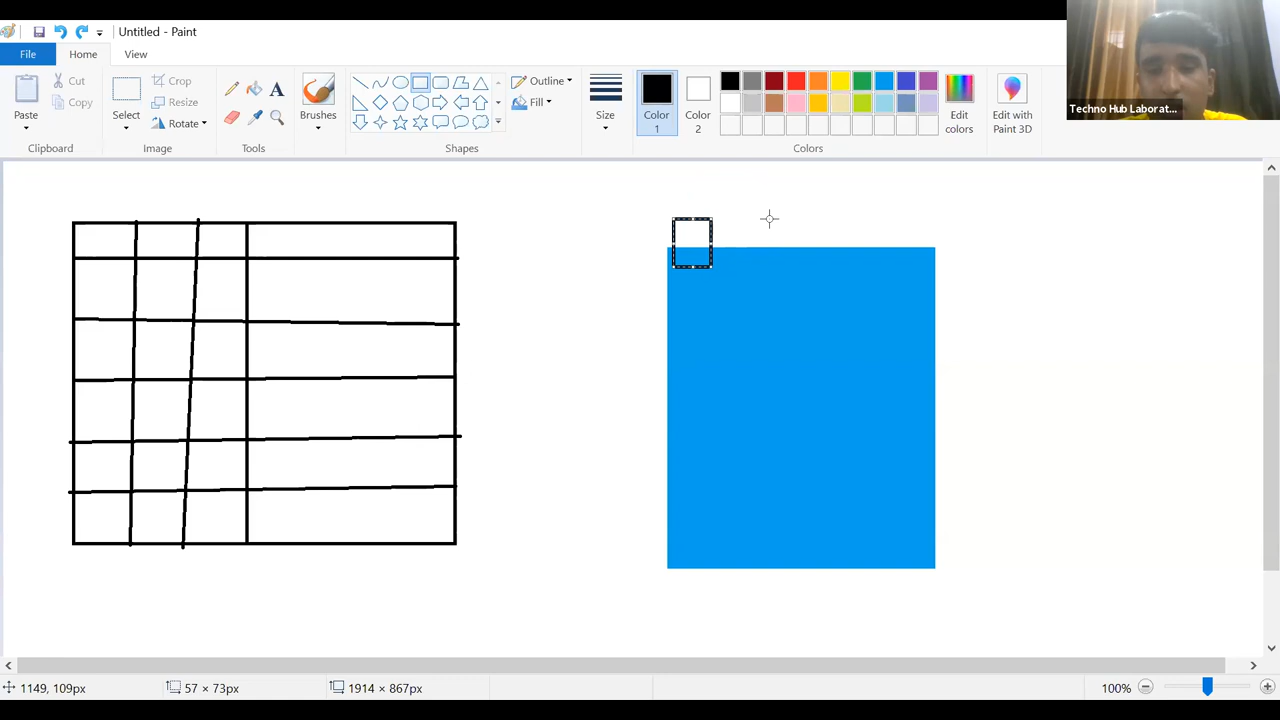 Untitled - Paint
File Home View
Paste
Cut
Copy
Clipboard
Select
Crop
Resize
Rotate
Image
A
Tools
Brushes
Shapes
Outline
Fill
Size
Color 1
Color 2
Edit colors
Colors
Edit with Paint 3D
Techno Hub Laborat...
1149, 109px
57 × 73px
1914 × 867px
100%